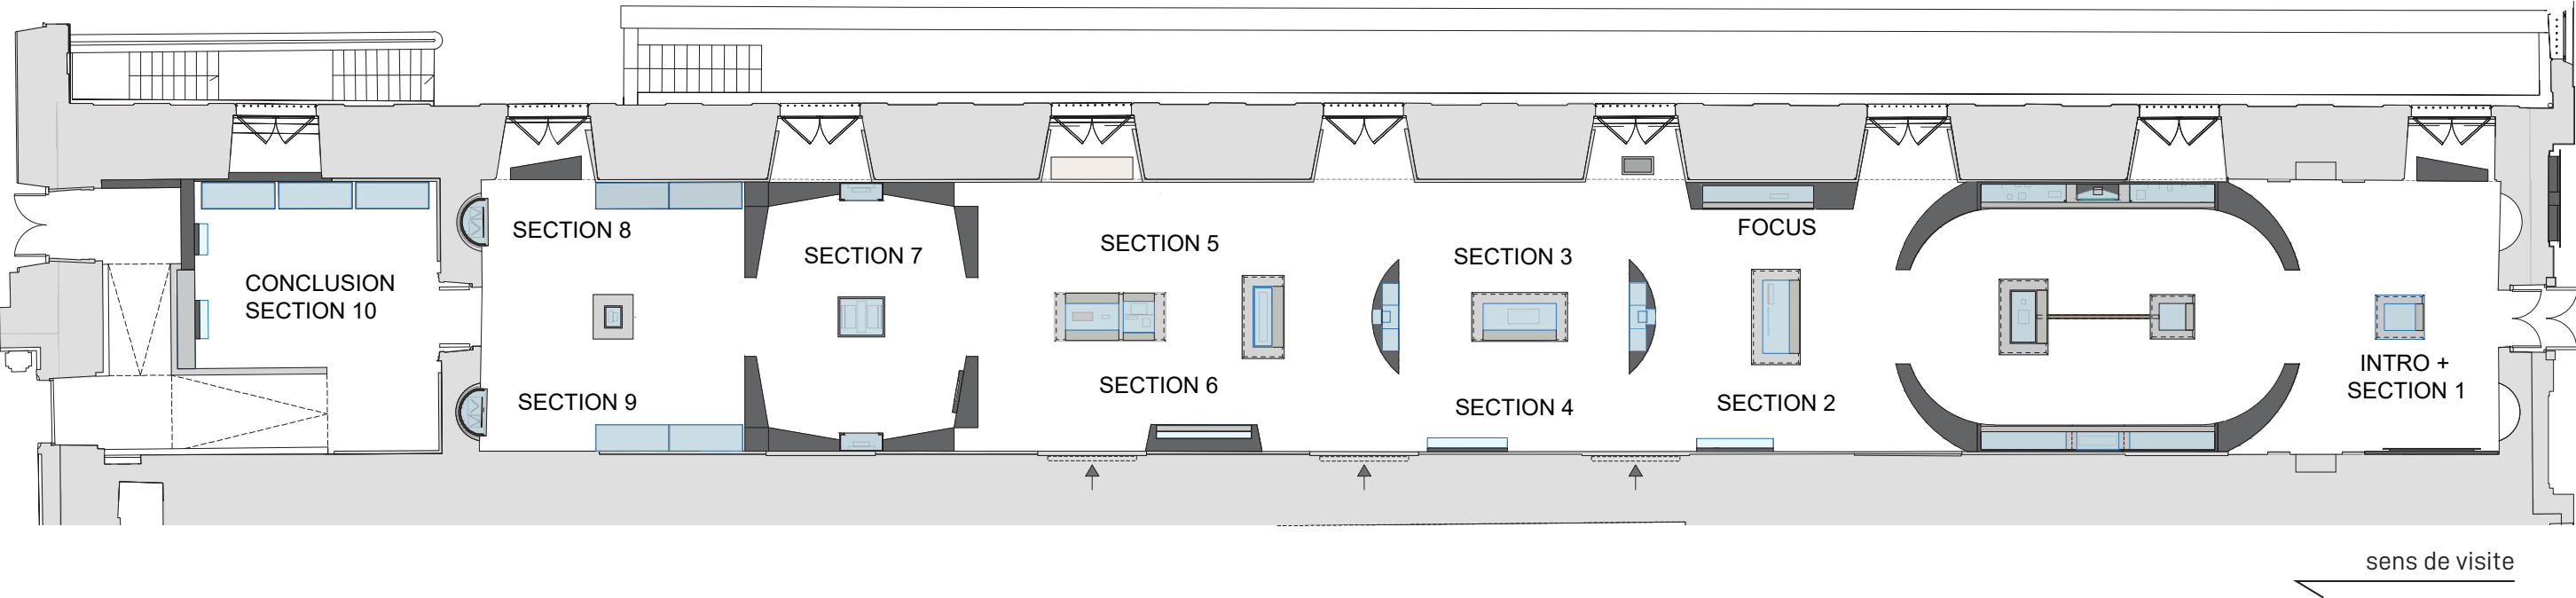 SECTION 8
SECTION 7
SECTION 5
SECTION 3
FOCUS
CONCLUSION
SECTION 10
SECTION 9
SECTION 6
SECTION 4
SECTION 2
INTRO +
SECTION 1
sens de visite